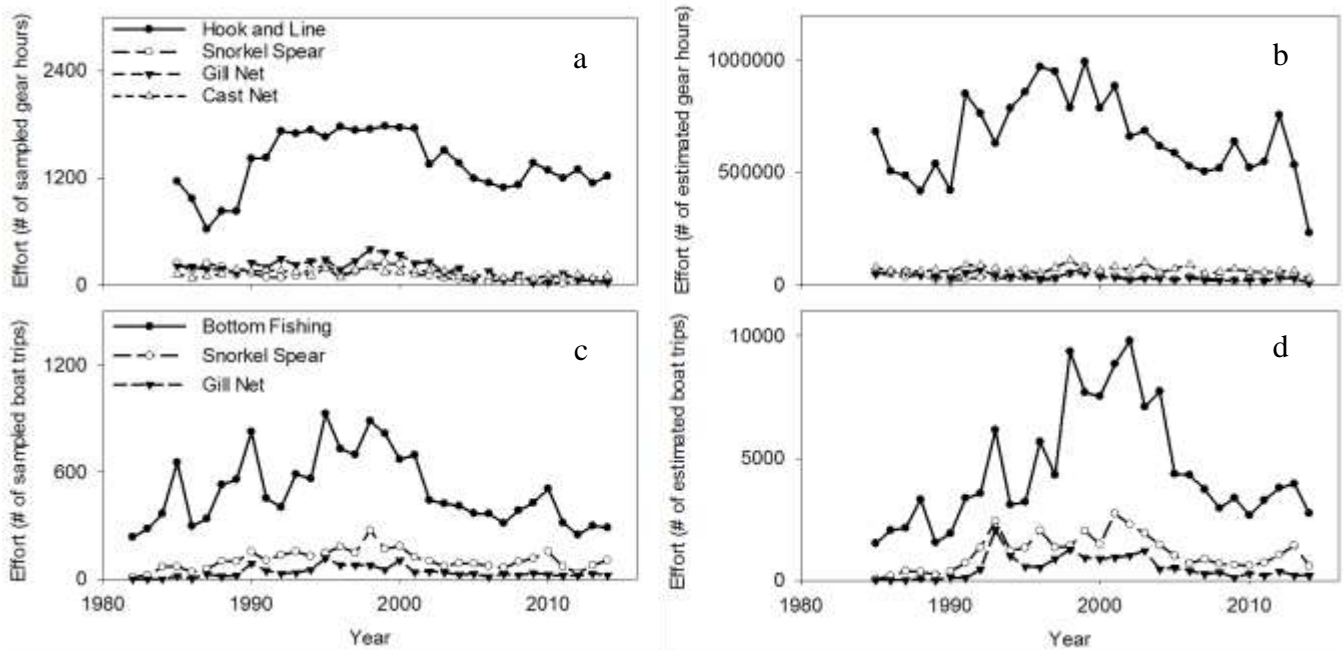 Hook and Line
Snorkel Spear
Gill Net
Cast Net
a
2400
1200
0
Effort (# of sampled gear hours)
b
1000000
500000
0
Effort (# of estimated gear hours)
Bottom Fishing
Snorkel Spear
Gill Net
c
1200
600
0
Effort (# of sampled boat trips)
1980
1990
2000
2010
Year
d
10000
5000
0
Effort (# of estimated boat trips)
1980
1990
2000
2010
Year